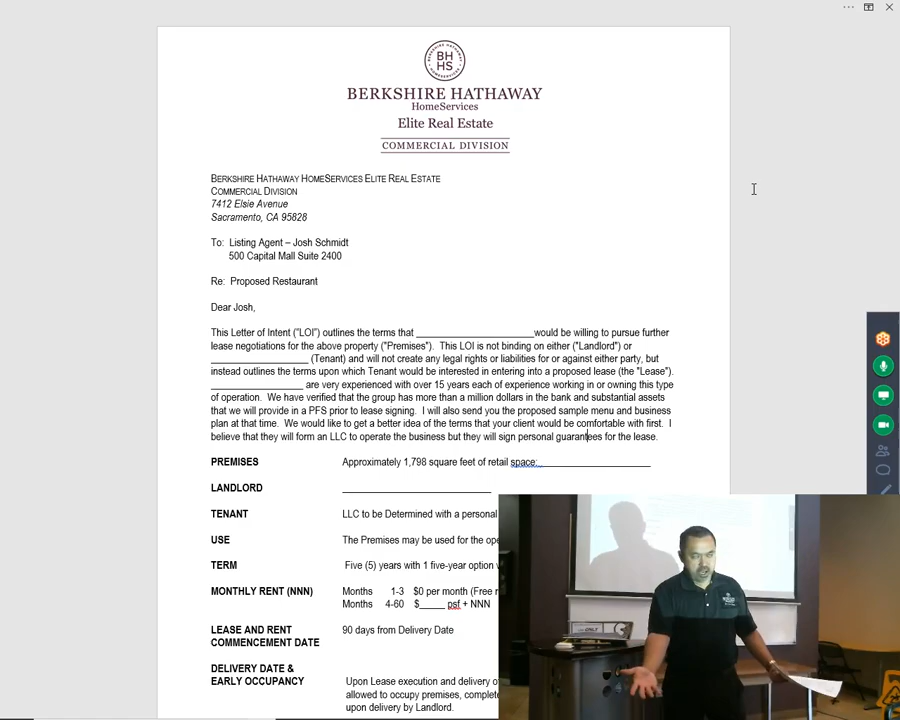 BH
HS
BERKSHIRE HATHAWAY
HomeServices
Elite Real Estate
COMMERCIAL DIVISION
BERKSHIRE HATHAWAY HOMESERVICES ELITE REAL ESTATE
COMMERCIAL DIVISION
7412 Elsie Avenue
Sacramento, CA 95828
To: Listing Agent – Josh Schmidt
500 Capital Mall Suite 2400
Re: Proposed Restaurant
Dear Josh,
This Letter of Intent ("LOI") outlines the terms that ______________________would be willing to pursue further
lease negotiations for the above property ("Premises"). This LOI is not binding on either ("Landlord") or
__________________ (Tenant) and will not create any legal rights or liabilities for or against either party, but
instead outlines the terms upon which Tenant would be interested in entering into a proposed lease (the "Lease").
_________________ are very experienced with over 15 years each of experience working in or owning this type
of operation. We have verified that the group has more than a million dollars in the bank and substantial assets
that we will provide in a PFS prior to lease signing. I will also send you the proposed sample menu and business
plan at that time. We would like to get a better idea of the terms that your client would be comfortable with first. I
believe that they will form an LLC to operate the business but they will sign personal guarantees for the lease.
PREMISES Approximately 1,798 square feet of retail space:_____________________
LANDLORD ____________________________
TENANT LLC to be Determined with a personal
USE The Premises may be used for the
TERM Five (5) years with 1 five-year option
MONTHLY RENT (NNN) Months 1-3 $0 per month (Free
Months 4-60 $_____ psf + NNN
LEASE AND RENT 90 days from Delivery Date
COMMENCEMENT DATE
DELIVERY DATE &
EARLY OCCUPANCY Upon Lease execution and delivery
allowed to occupy premises, complete
upon delivery by Landlord.